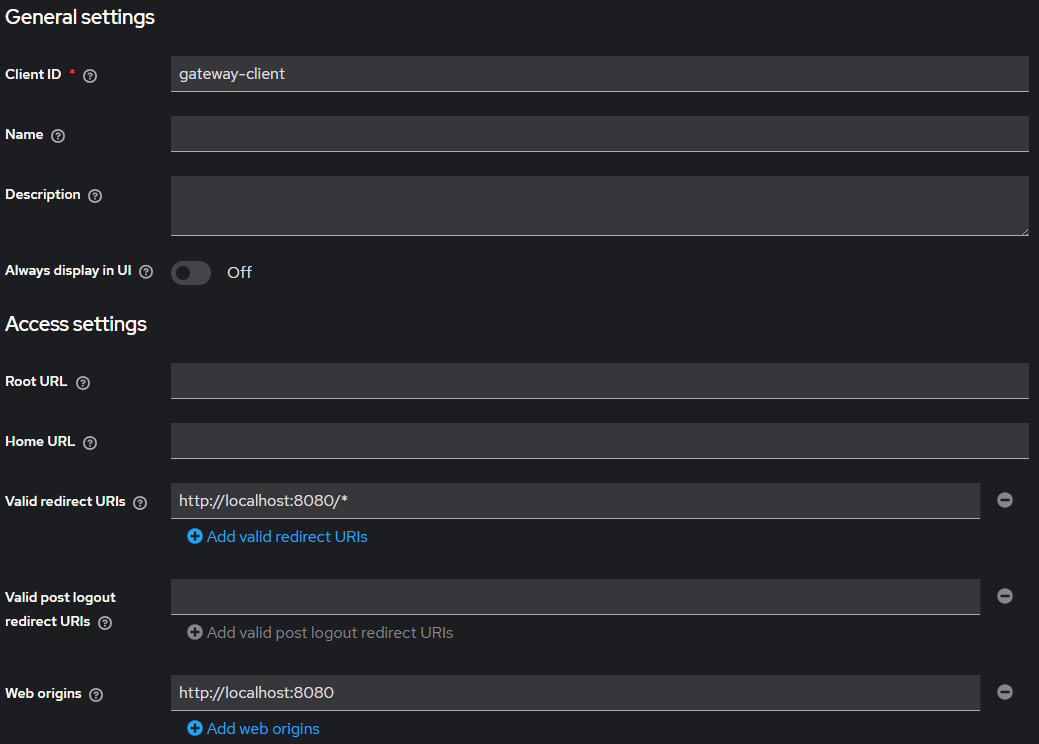 General settings
Client ID *
gateway-client
Name
Description
Always display in UI
Off
Access settings
Root URL
Home URL
Valid redirect URIs
http://localhost:8080/*
Add valid redirect URIs
Valid post logout
redirect URIs
Add valid post logout redirect URIs
Web origins
http://localhost:8080
Add web origins